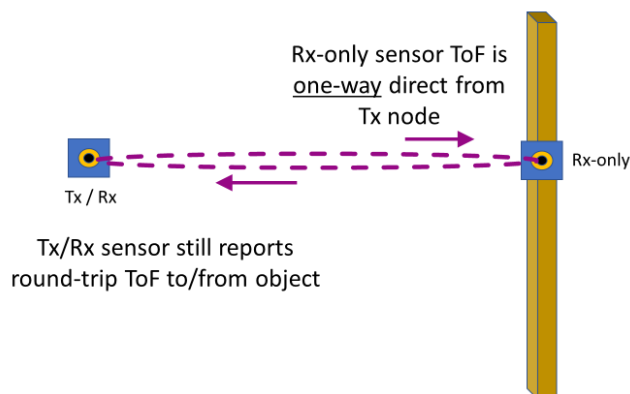 Rx-only sensor ToF is
one-way direct from
Tx node
Rx-only
Tx / Rx
Tx/Rx sensor still reports
round-trip ToF to/from object